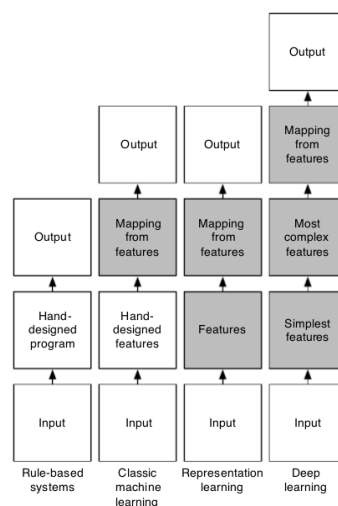 Output
Mapping
from
features
Most
complex
features
Simplest
features
Input
Deep
learning
Output
Mapping
from
features
Features
Input
Representation
learning
Output
Mapping
from
features
Hand-
designed
features
Input
Classic
machine
learning
Output
Hand-
designed
program
Input
Rule-based
systems